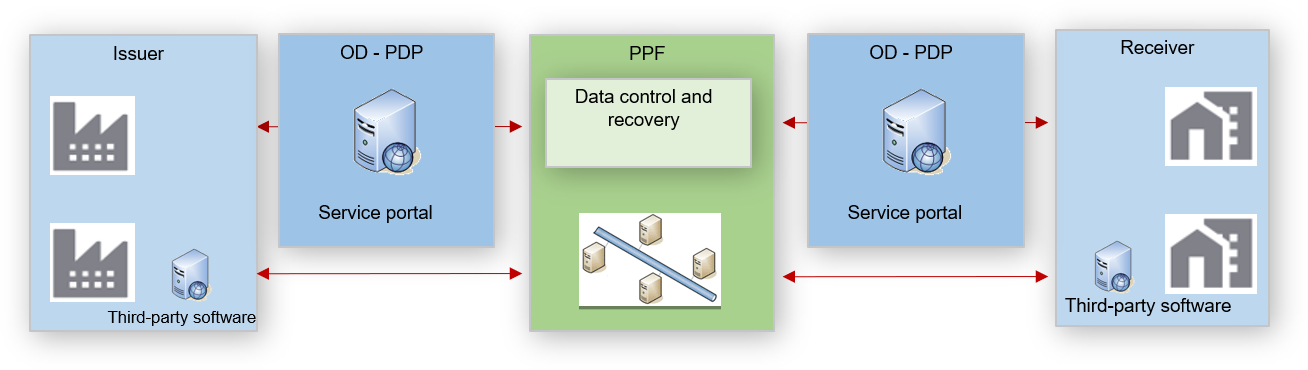 Issuer
Third-party software
OD - PDP
Service portal
PPF
Data control and
recovery
OD - PDP
Service portal
Receiver
Third-party software